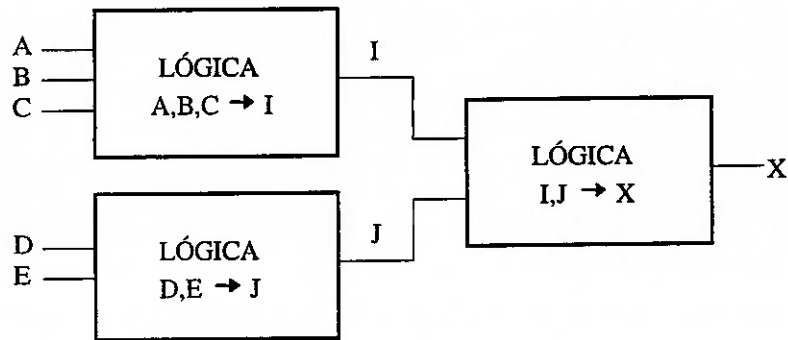 A
B
C
LÓGICA
A,B,C → I
I
D
E
LÓGICA
D,E → J
J
LÓGICA
I,J → X
X